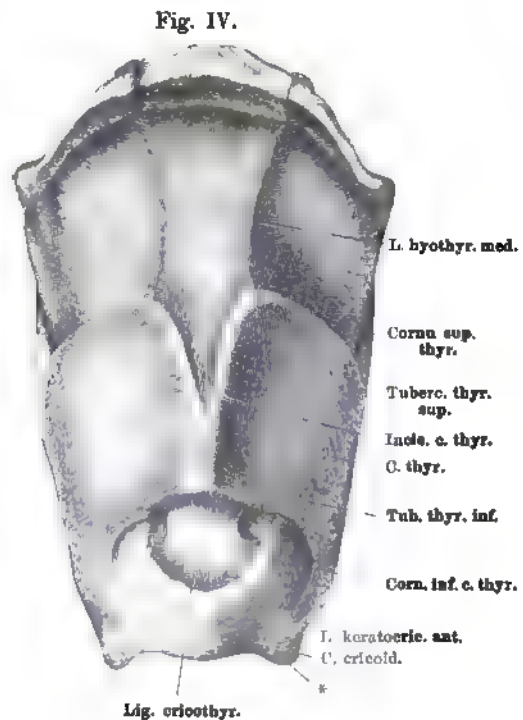 Fig. IV.
L. hyothyr. med.
Cornu sup.
thyr.
Tuberc. thyr.
sup.
Incis. c. thyr.
C. thyr.
Tub. thyr. inf.
Corn. inf. c. thyr.
L. keratocric. ant.
C. cricoid.
*
Lig. cricothyr.